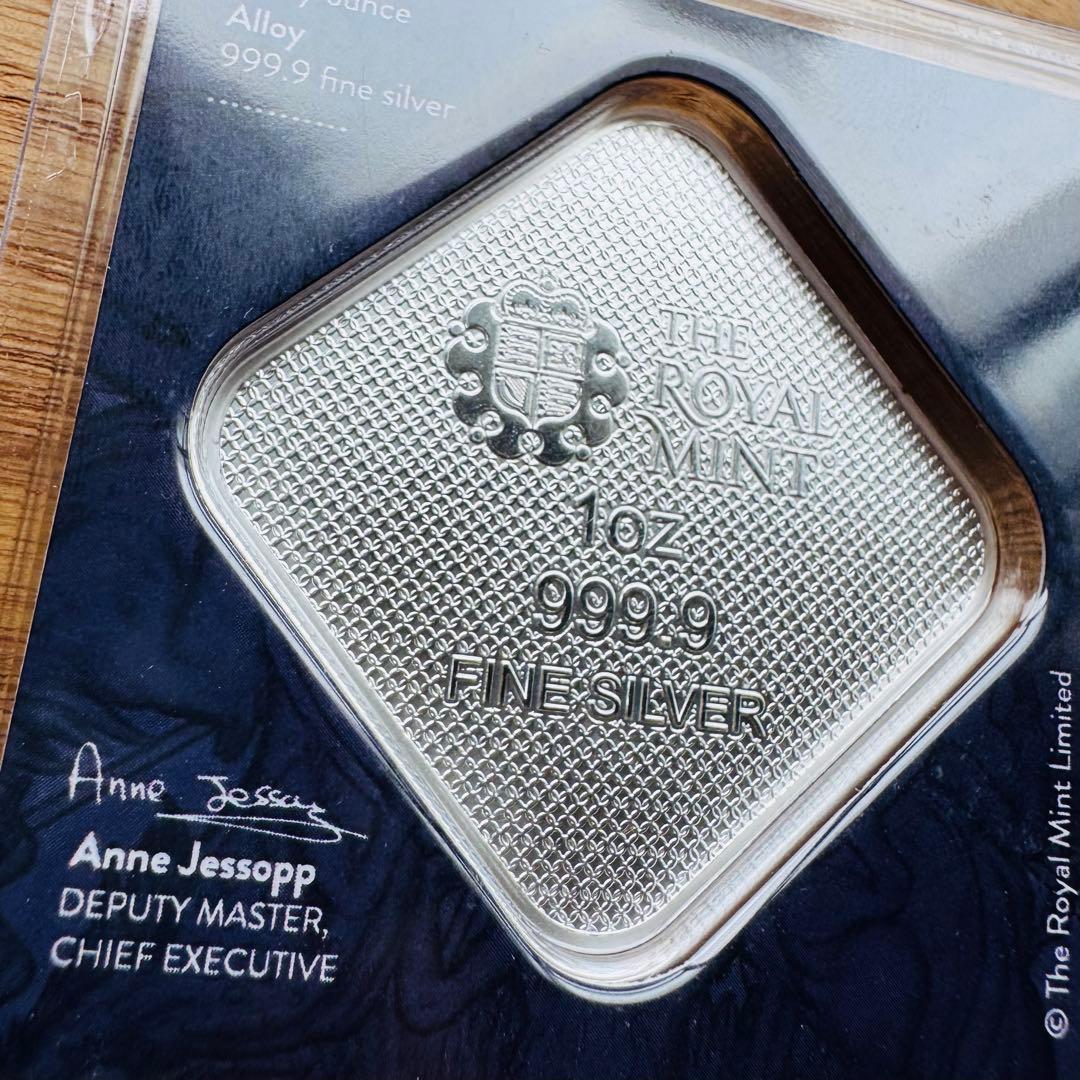 ounce
Alloy
999.9 fine silver
THE
ROYAL
MINT®
1oz
999.9
FINE SILVER
Anne Jessopp
Anne Jessopp
DEPUTY MASTER,
CHIEF EXECUTIVE
© The Royal Mint Limited